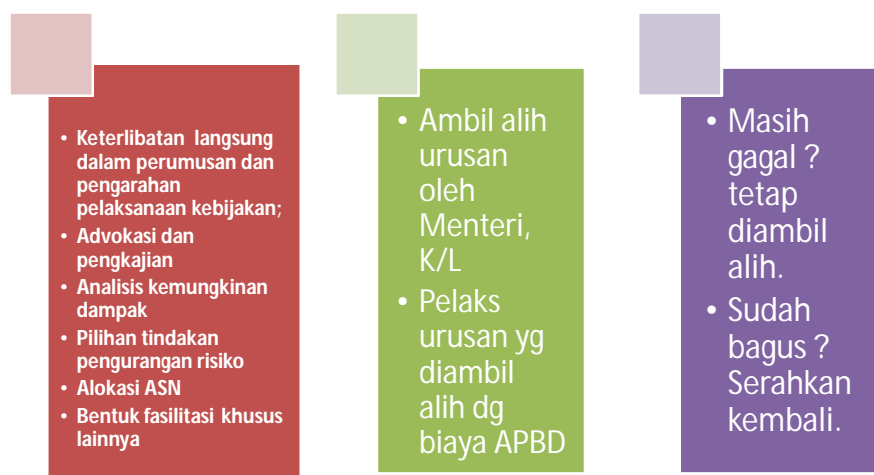 • Keterlibatan langsung
dalam perumusan dan
pengarahan
pelaksanaan kebijakan;
• Advokasi dan
pengkajian
• Analisis kemungkinan
dampak
• Pilihan tindakan
pengurangan risiko
• Alokasi ASN
• Bentuk fasilitasi khusus
lainnya
• Ambil alih
urusan
oleh
Menteri,
K/L
• Pelaks
urusan yg
diambil
alih dg
biaya APBD
• Masih
gagal ?
tetap
diambil
alih.
• Sudah
bagus ?
Serahkan
kembali.